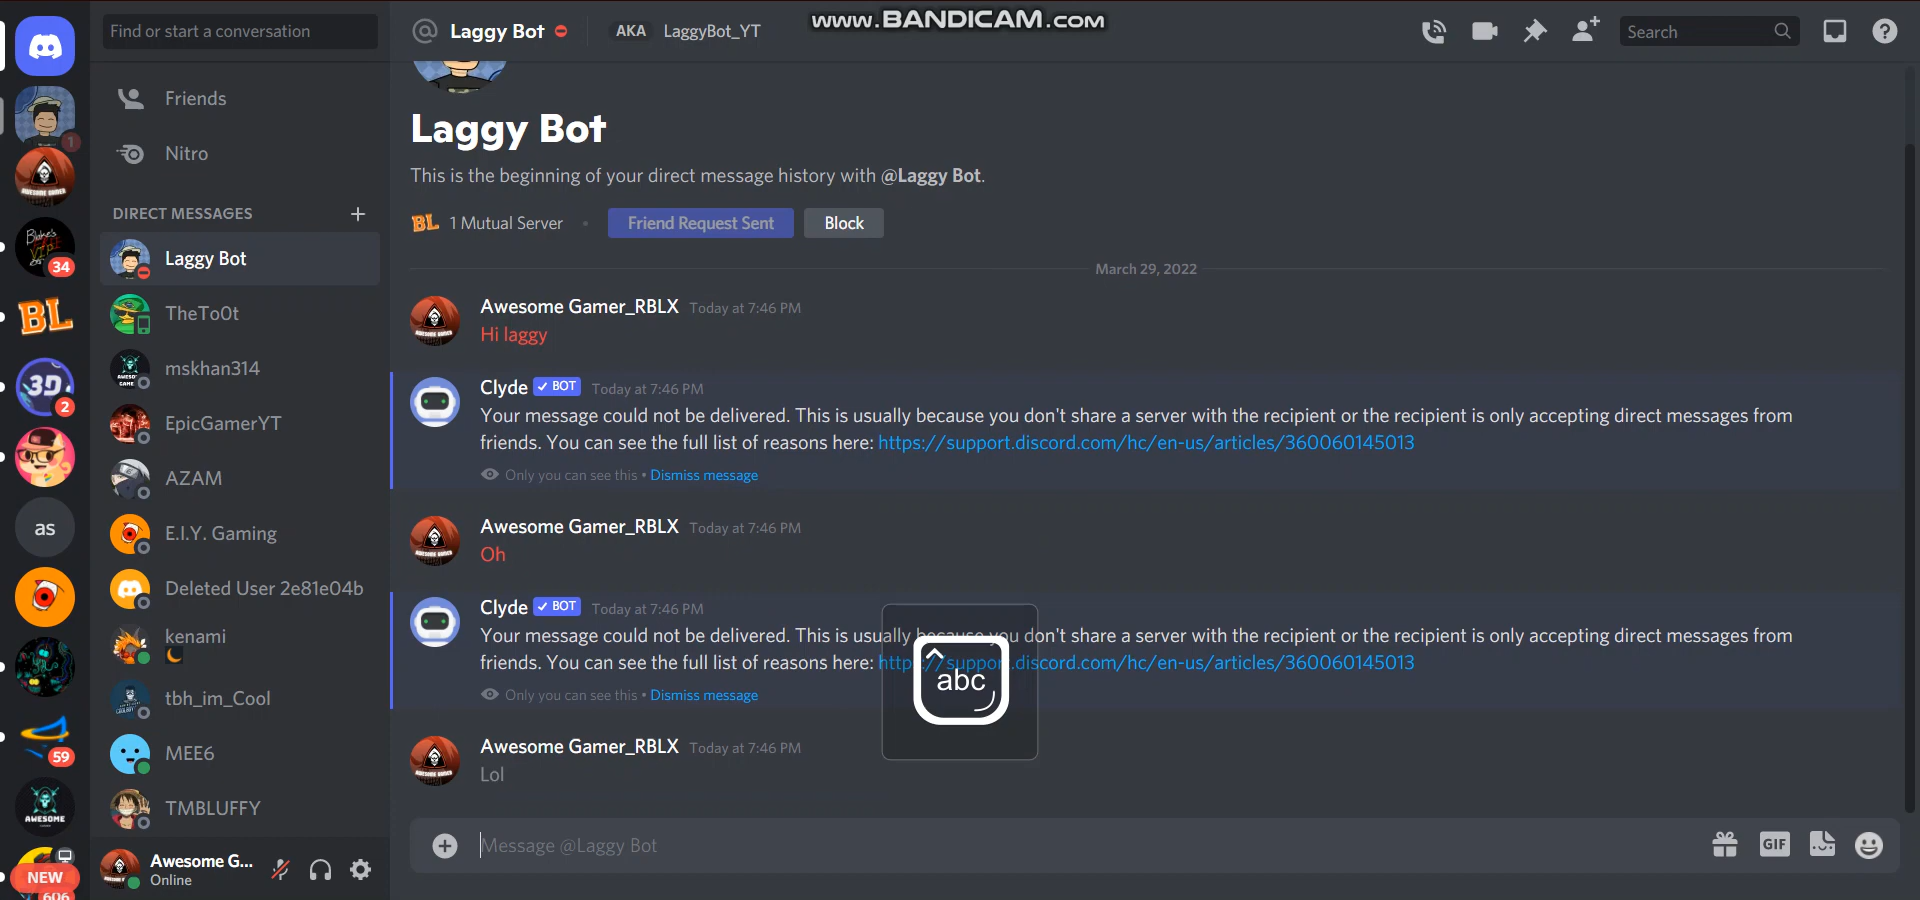 www.BANDICAM.com
Find or start a conversation
Friends
Nitro
DIRECT MESSAGES
Laggy Bot
TheTo0t
mskhan314
EpicGamerYT
AZAM
E.I.Y. Gaming
Deleted User 2e81e04b
kenami
tbh_im_Cool
MEE6
TMBLUFFY
Awesome G...
Online
1
34
BL
3D
2
as
59
AWESOME
NEW
606
Laggy Bot
AKA LaggyBot_YT
Search
Laggy Bot
This is the beginning of your direct message history with @Laggy Bot.
BL 1 Mutual Server • Friend Request Sent Block
March 29, 2022
Awesome Gamer_RBLX Today at 7:46 PM
Hi laggy
Clyde BOT Today at 7:46 PM
Your message could not be delivered. This is usually because you don't share a server with the recipient or the recipient is only accepting direct messages from
friends. You can see the full list of reasons here: https://support.discord.com/hc/en-us/articles/360060145013
Only you can see this • Dismiss message
Awesome Gamer_RBLX Today at 7:46 PM
Oh
Clyde BOT Today at 7:46 PM
Your message could not be delivered. This is usually because you don't share a server with the recipient or the recipient is only accepting direct messages from
friends. You can see the full list of reasons here: https://support.discord.com/hc/en-us/articles/360060145013
Only you can see this • Dismiss message
abc
Awesome Gamer_RBLX Today at 7:46 PM
Lol
Message @Laggy Bot
GIF